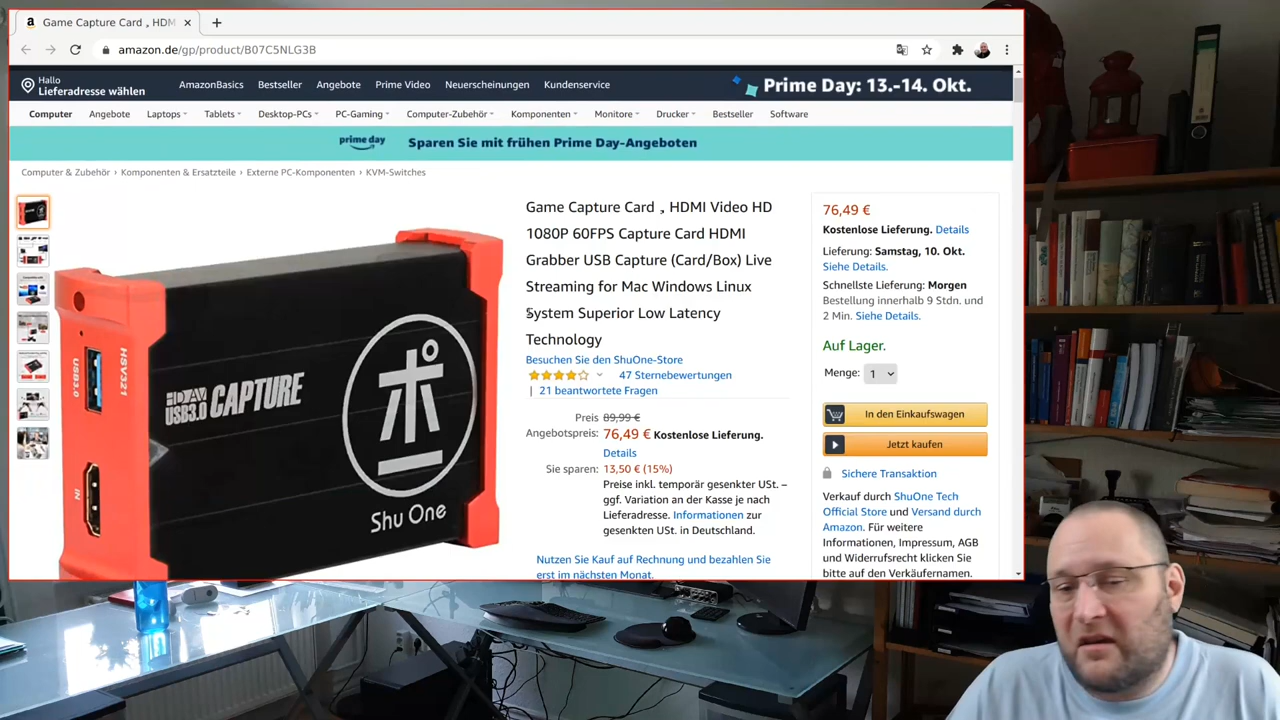 Game Capture Card , HDM
amazon.de/gp/product/B07C5NLG3B
Hallo
Lieferadresse wählen
AmazonBasics
Bestseller
Angebote
Prime Video
Neuerscheinungen
Kundenservice
Prime Day: 13.-14. Okt.
Computer
Angebote
Laptops
Tablets
Desktop-PCs
PC-Gaming
Computer-Zubehör
Komponenten
Monitore
Drucker
Bestseller
Software
prime day
Sparen Sie mit frühen Prime Day-Angeboten
Computer & Zubehör › Komponenten & Ersatzteile › Externe PC-Komponenten › KVM-Switches
HSV321
USB3.0
IN
HDAV
USB3.0 CAPTURE
Shu One
Game Capture Card , HDMI Video HD
1080P 60FPS Capture Card HDMI
Grabber USB Capture (Card/Box) Live
Streaming for Mac Windows Linux
System Superior Low Latency
Technology
Besuchen Sie den ShuOne-Store
47 Sternebewertungen
| 21 beantwortete Fragen
Preis 89,99 €
Angebotspreis: 76,49 € Kostenlose Lieferung.
Details
Sie sparen: 13,50 € (15%)
Preise inkl. temporär gesenkter USt. –
ggf. Variation an der Kasse je nach
Lieferadresse. Informationen zur
gesenkten USt. in Deutschland.
Nutzen Sie Kauf auf Rechnung und bezahlen Sie
erst im nächsten Monat.
76,49 €
Kostenlose Lieferung. Details
Lieferung: Samstag, 10. Okt.
Siehe Details.
Schnellste Lieferung: Morgen
Bestellung innerhalb 9 Stdn. und
2 Min. Siehe Details.
Auf Lager.
Menge: 1
In den Einkaufswagen
Jetzt kaufen
Sichere Transaktion
Verkauf durch ShuOne Tech
Official Store und Versand durch
Amazon. Für weitere
Informationen, Impressum, AGB
und Widerrufsrecht klicken Sie
bitte auf den Verkäufernamen.